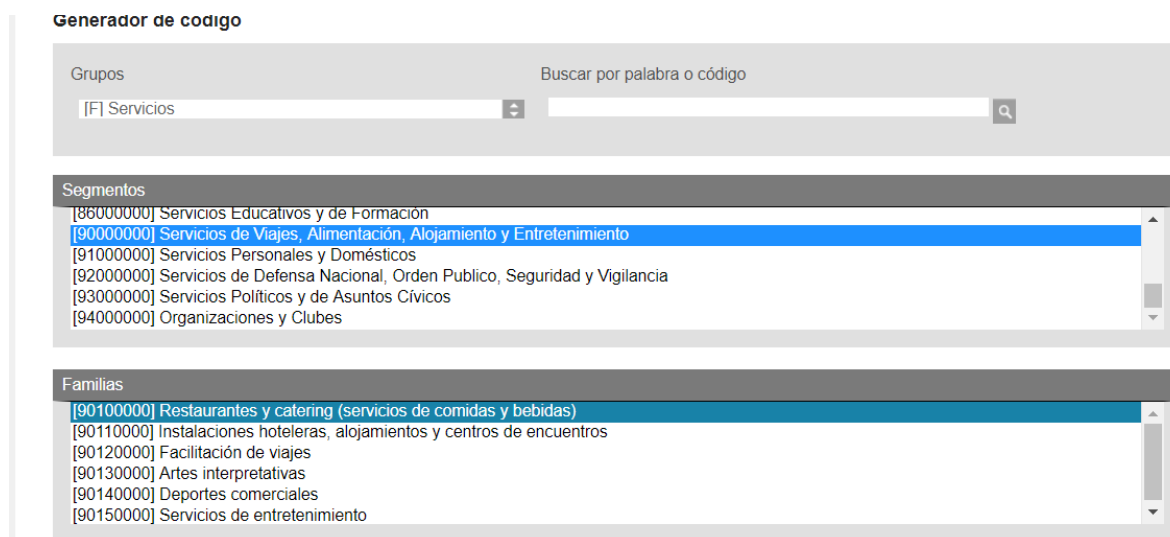 Generador de código
Grupos
Buscar por palabra o código
[F] Servicios
Segmentos
[86000000] Servicios Educativos y de Formación
[90000000] Servicios de Viajes, Alimentación, Alojamiento y Entretenimiento
[91000000] Servicios Personales y Domésticos
[92000000] Servicios de Defensa Nacional, Orden Publico, Seguridad y Vigilancia
[93000000] Servicios Políticos y de Asuntos Cívicos
[94000000] Organizaciones y Clubes
Familias
[90100000] Restaurantes y catering (servicios de comidas y bebidas)
[90110000] Instalaciones hoteleras, alojamientos y centros de encuentros
[90120000] Facilitación de viajes
[90130000] Artes interpretativas
[90140000] Deportes comerciales
[90150000] Servicios de entretenimiento